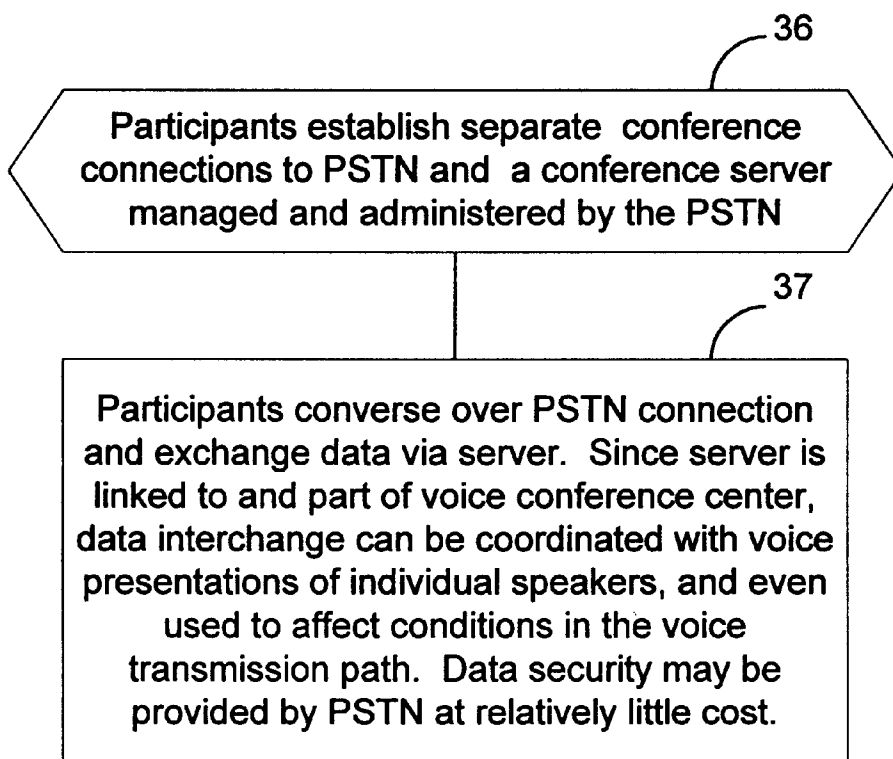 36
Participants establish separate conference
connections to PSTN and a conference server
managed and administered by the PSTN
37
Participants converse over PSTN connection
and exchange data via server. Since server is
linked to and part of voice conference center,
data interchange can be coordinated with voice
presentations of individual speakers, and even
used to affect conditions in the voice
transmission path. Data security may be
provided by PSTN at relatively little cost.